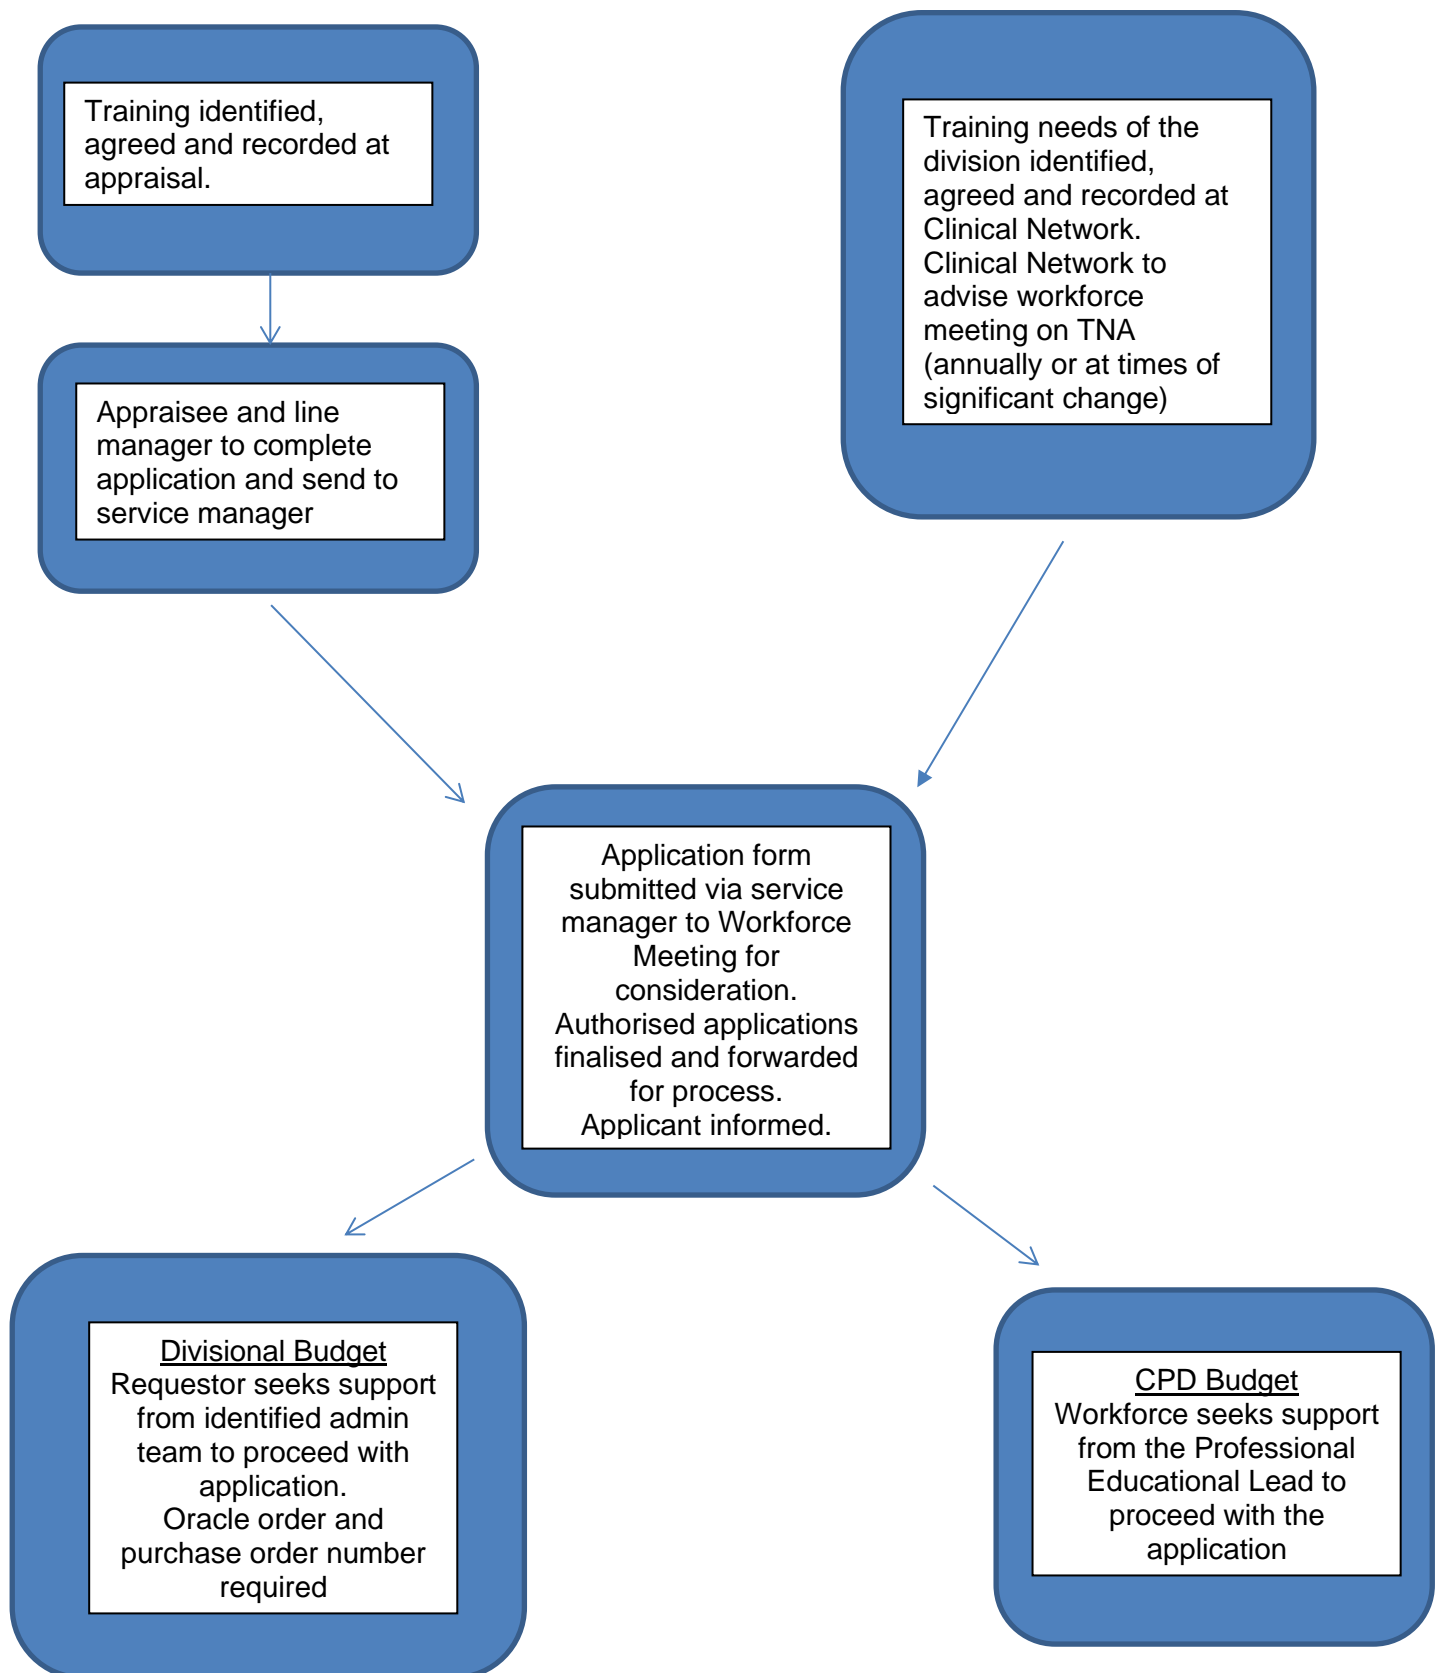 Training identified,
agreed and recorded at
appraisal.
Training needs of the
division identified,
agreed and recorded at
Clinical Network.
Clinical Network to
advise workforce
meeting on TNA
(annually or at times of
significant change)
Appraisee and line
manager to complete
application and send to
service manager
Application form
submitted via service
manager to Workforce
Meeting for
consideration.
Authorised applications
finalised and forwarded
for process.
Applicant informed.
Divisional Budget
Requestor seeks support
from identified admin
team to proceed with
application.
Oracle order and
purchase order number
required
CPD Budget
Workforce seeks support
from the Professional
Educational Lead to
proceed with the
application